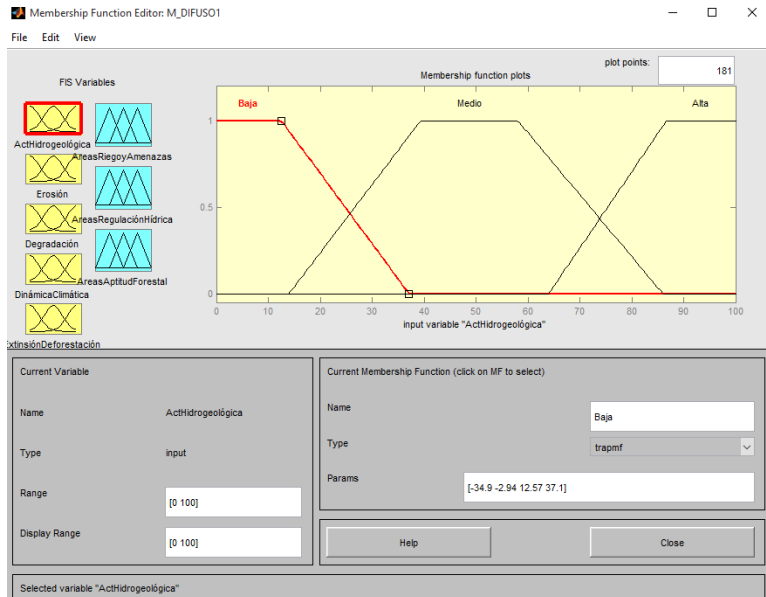 Membership Function Editor: M_DIFUSO1
File Edit View
FIS Variables
ActHidrogeológica
AreasRiegoyAmenazas
Erosión
AreasRegulaciónHídrica
Degradación
AreasAptitudForestal
DinámicaClimática
ExtinsiónDeforestación
plot points: 181
Membership function plots
Baja Medio Alta
1
0.5
0
0 10 20 30 40 50 60 70 80 90 100
input variable "ActHidrogeológica"
Current Variable
Name ActHidrogeológica
Type input
Range [0 100]
Display Range [0 100]
Current Membership Function (click on MF to select)
Name Baja
Type trapmf
Params [-34.9 -2.94 12.57 37.1]
Help Close
Selected variable "ActHidrogeológica"